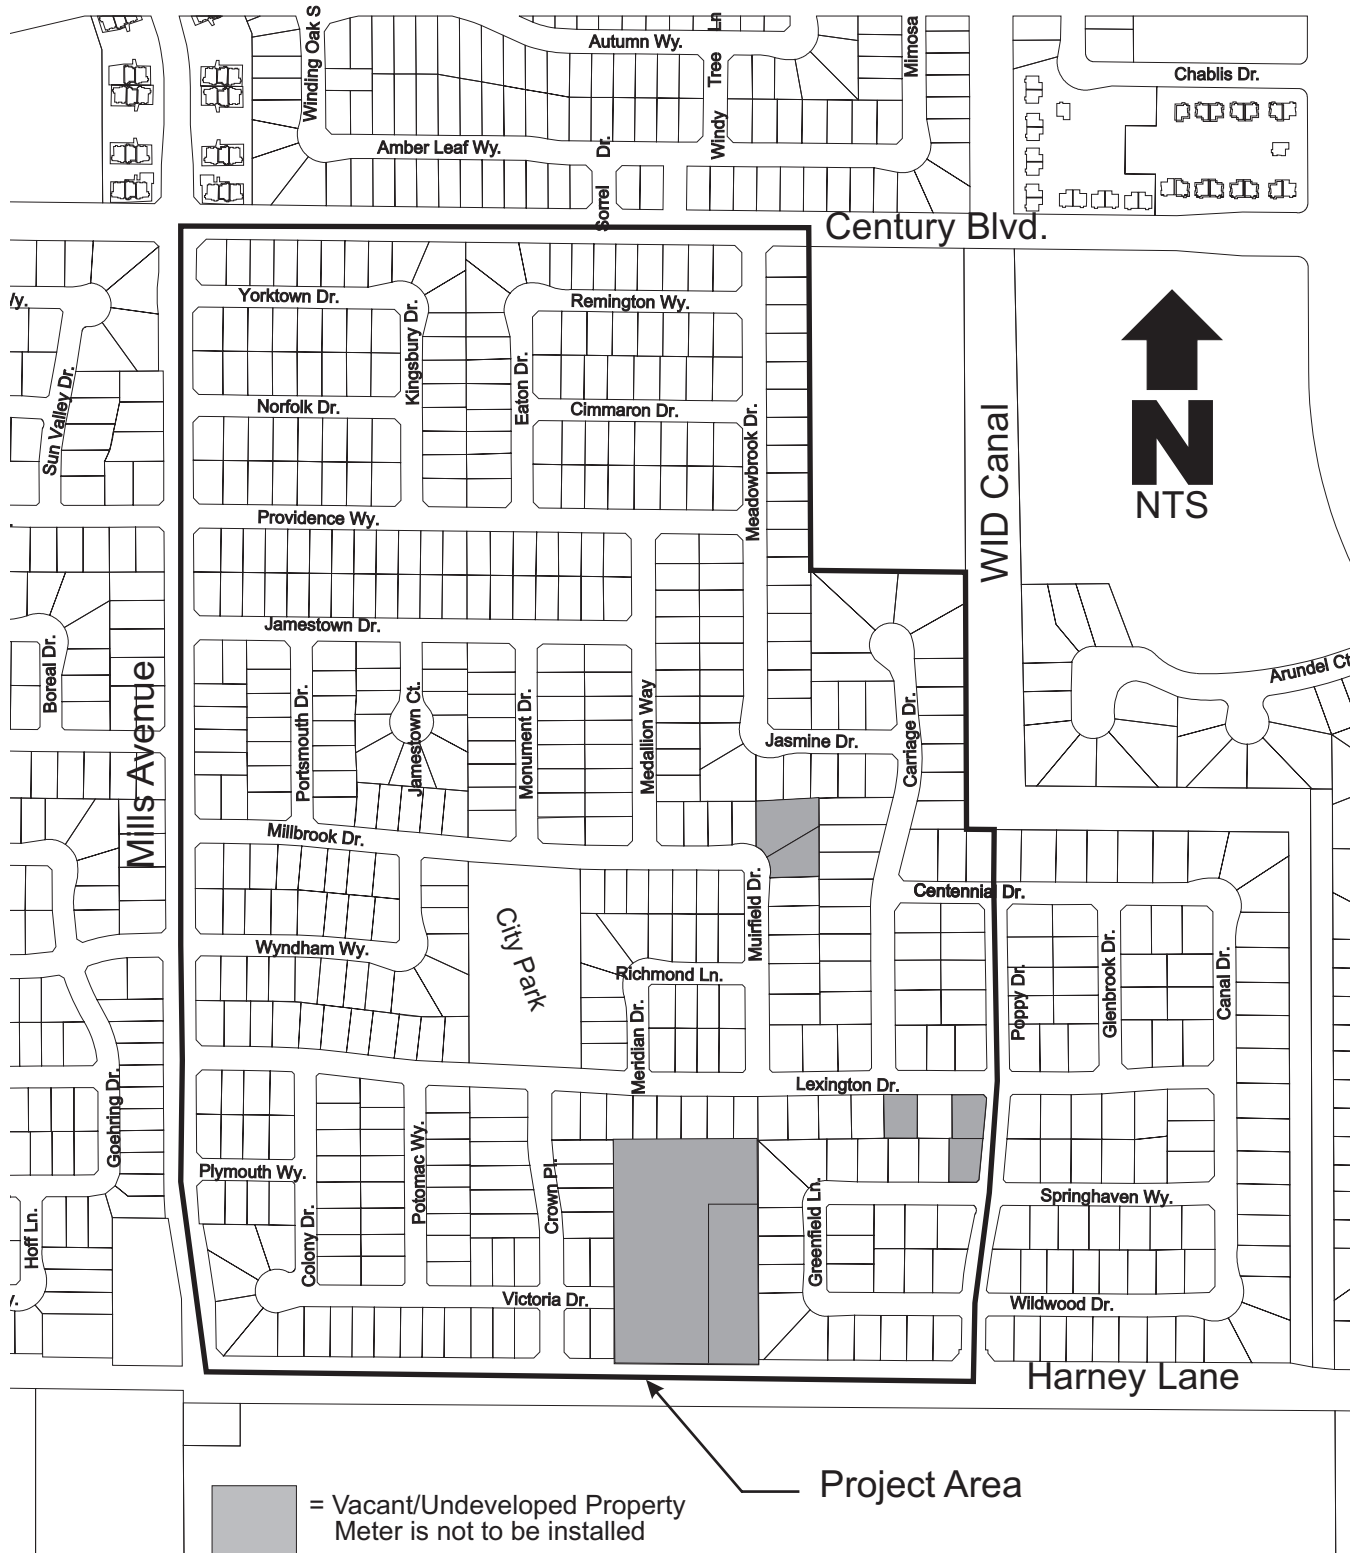 Winding Oak S
Autumn Wy.
Tree Ln
Windy
Mimosa
Chablis Dr.
Amber Leaf Wy.
Sorrel Dr.
Century Blvd.
Yorktown Dr.
Kingsbury Dr.
Remington Wy.
Eaton Dr.
Norfolk Dr.
Cimmaron Dr.
Meadowbrook Dr.
Sun Valley Dr.
Wy.
WID Canal
N
NTS
Providence Wy.
Jamestown Dr.
Boreal Dr.
Mills Avenue
Portsmouth Dr.
Jamestown Ct.
Monument Dr.
Medallion Way
Jasmine Dr.
Carriage Dr.
Arundel Ct
Millbrook Dr.
Muirfield Dr.
Centennial Dr.
City Park
Wyndham Wy.
Richmond Ln.
Meridian Dr.
Poppy Dr.
Glenbrook Dr.
Canal Dr.
Lexington Dr.
Goehring Dr.
Plymouth Wy.
Potomac Wy.
Crown Pl.
Colony Dr.
Greenfield Ln.
Springhaven Wy.
Hoff Ln.
Victoria Dr.
Wildwood Dr.
Harney Lane
Project Area
= Vacant/Undeveloped Property
Meter is not to be installed